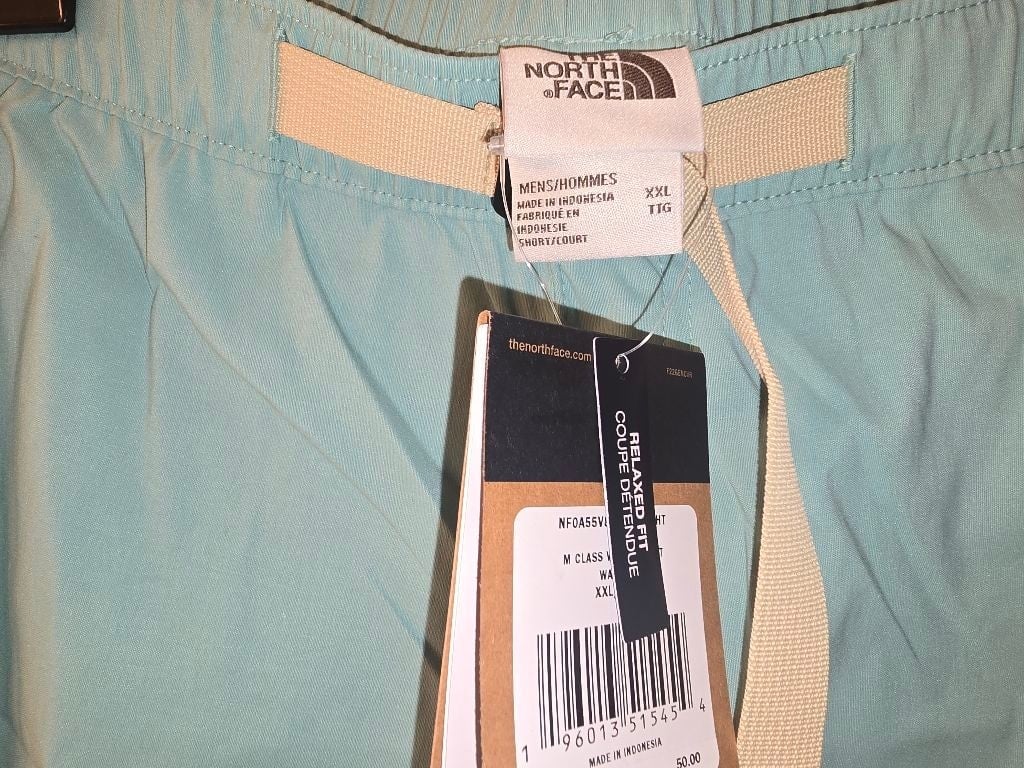 THE
NORTH
®FACE
MENS/HOMMES
MADE IN INDONESIA
FABRIQUÉ EN
INDONESIE
SHORT/COURT
XXL
TTG
thenorthface.com
RELAXED FIT
COUPE DÉTENDUE
M CLASS
XXL
1 96013 51545 4
MADE IN INDONESIA
50.00